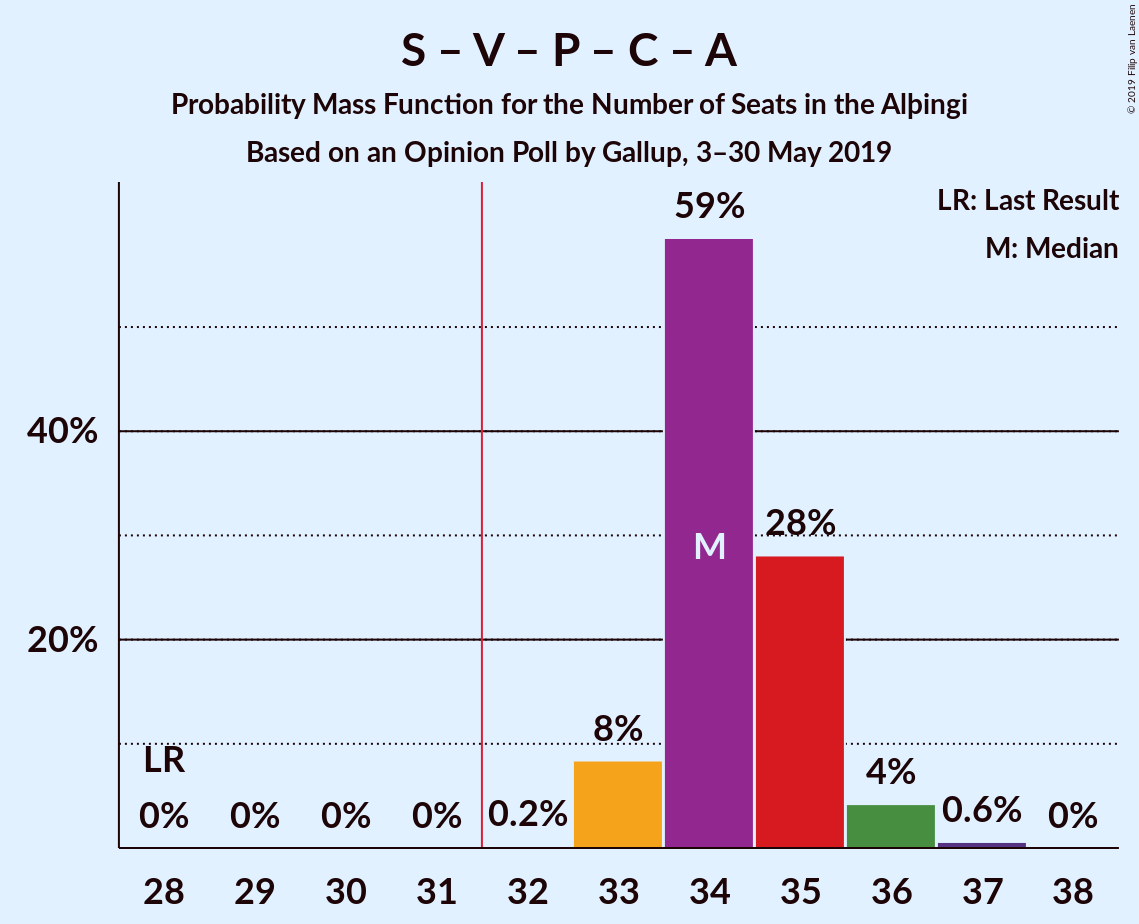 S – V – P – C – A
Probability Mass Function for the Number of Seats in the Alþingi
Based on an Opinion Poll by Gallup, 3–30 May 2019
© 2019 Filip van Laenen
LR: Last Result
M: Median
59%
40%
M
28%
20%
8%
LR
4%
0% 0% 0% 0% 0.2% 0.6% 0%
28 29 30 31 32 33 34 35 36 37 38